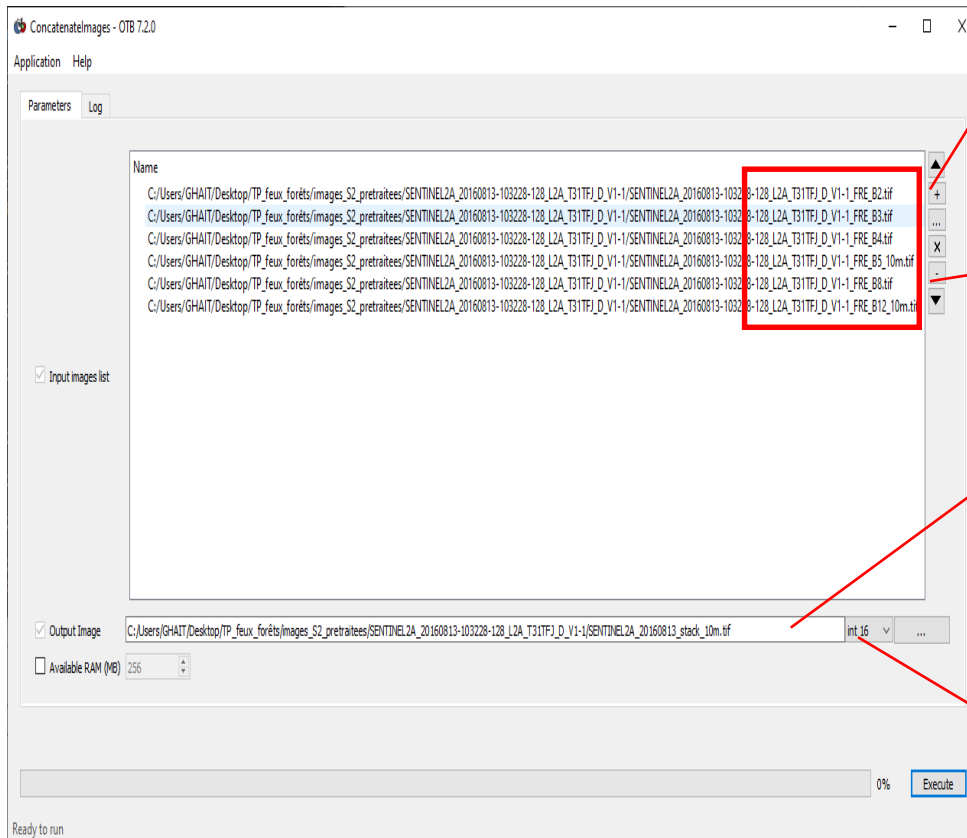 ConcatenateImages - OTB 7.2.0
Application Help
Parameters Log
Name
C:/Users/GHAIT/Desktop/TP_feux_forêts/images_S2_pretraitees/SENTINEL2A_20160813-103228-128_L2A_T31TFJ_D_V1-1/SENTINEL2A_20160813-103228-128_L2A_T31TFJ_D_V1-1_FRE_B2.tif
C:/Users/GHAIT/Desktop/TP_feux_forêts/images_S2_pretraitees/SENTINEL2A_20160813-103228-128_L2A_T31TFJ_D_V1-1/SENTINEL2A_20160813-103228-128_L2A_T31TFJ_D_V1-1_FRE_B3.tif
C:/Users/GHAIT/Desktop/TP_feux_forêts/images_S2_pretraitees/SENTINEL2A_20160813-103228-128_L2A_T31TFJ_D_V1-1/SENTINEL2A_20160813-103228-128_L2A_T31TFJ_D_V1-1_FRE_B4.tif
C:/Users/GHAIT/Desktop/TP_feux_forêts/images_S2_pretraitees/SENTINEL2A_20160813-103228-128_L2A_T31TFJ_D_V1-1/SENTINEL2A_20160813-103228-128_L2A_T31TFJ_D_V1-1_FRE_B5_10m.tif
C:/Users/GHAIT/Desktop/TP_feux_forêts/images_S2_pretraitees/SENTINEL2A_20160813-103228-128_L2A_T31TFJ_D_V1-1/SENTINEL2A_20160813-103228-128_L2A_T31TFJ_D_V1-1_FRE_B8.tif
C:/Users/GHAIT/Desktop/TP_feux_forêts/images_S2_pretraitees/SENTINEL2A_20160813-103228-128_L2A_T31TFJ_D_V1-1/SENTINEL2A_20160813-103228-128_L2A_T31TFJ_D_V1-1_FRE_B12_10m.tif
+
...
x
-
Input images list
Output Image C:/Users/GHAIT/Desktop/TP_feux_forêts/images_S2_pretraitees/SENTINEL2A_20160813-103228-128_L2A_T31TFJ_D_V1-1/SENTINEL2A_20160813_stack_10m.tif int 16 ...
Available RAM (MB) 256
0% Execute
Ready to run